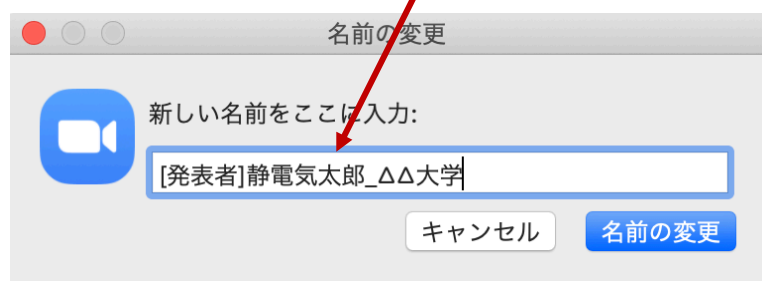 名前の変更
新しい名前をここに入力:
[発表者]静電気太郎_ΔΔ大学
キャンセル
名前の変更